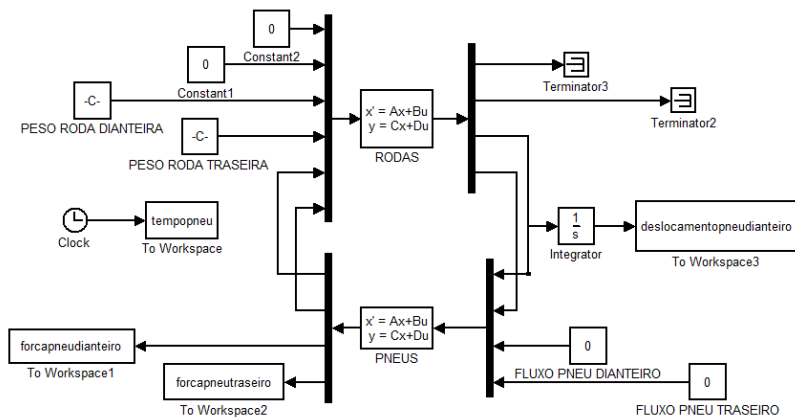 0
Constant2
0
Constant1
-C-
PESO RODA DIANTEIRA
-C-
PESO RODA TRASEIRA
x' = Ax+Bu
y = Cx+Du
RODAS
Terminator3
Terminator2
Clock
tempopneu
To Workspace
1
s
Integrator
deslocamentopneudianteiro
To Workspace3
forcapneudianteiro
To Workspace1
forcapneutraseiro
To Workspace2
x' = Ax+Bu
y = Cx+Du
PNEUS
0
FLUXO PNEU DIANTEIRO
0
FLUXO PNEU TRASEIRO